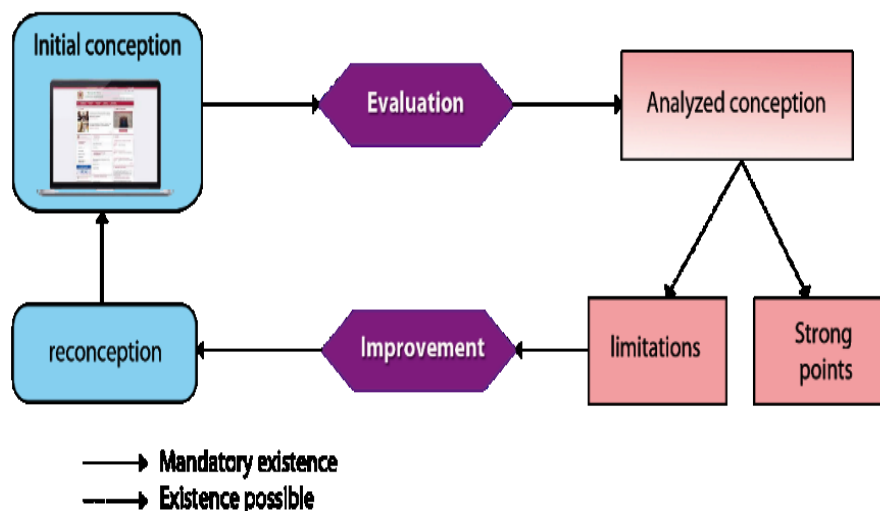 Initial conception
Evaluation
Analyzed conception
reconception
Improvement
limitations
Strong
points
Mandatory existence
Existence possible